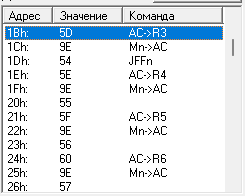 Адрес Значение Команда
1Bh: 5D AC->R3
1Ch: 9E Mn->AC
1Dh: 54 JFFn
1Eh: 5E AC->R4
1Fh: 9E Mn->AC
20h: 55
21h: 5F AC->R5
22h: 9E Mn->AC
23h: 56
24h: 60 AC->R6
25h: 9E Mn->AC
26h: 57